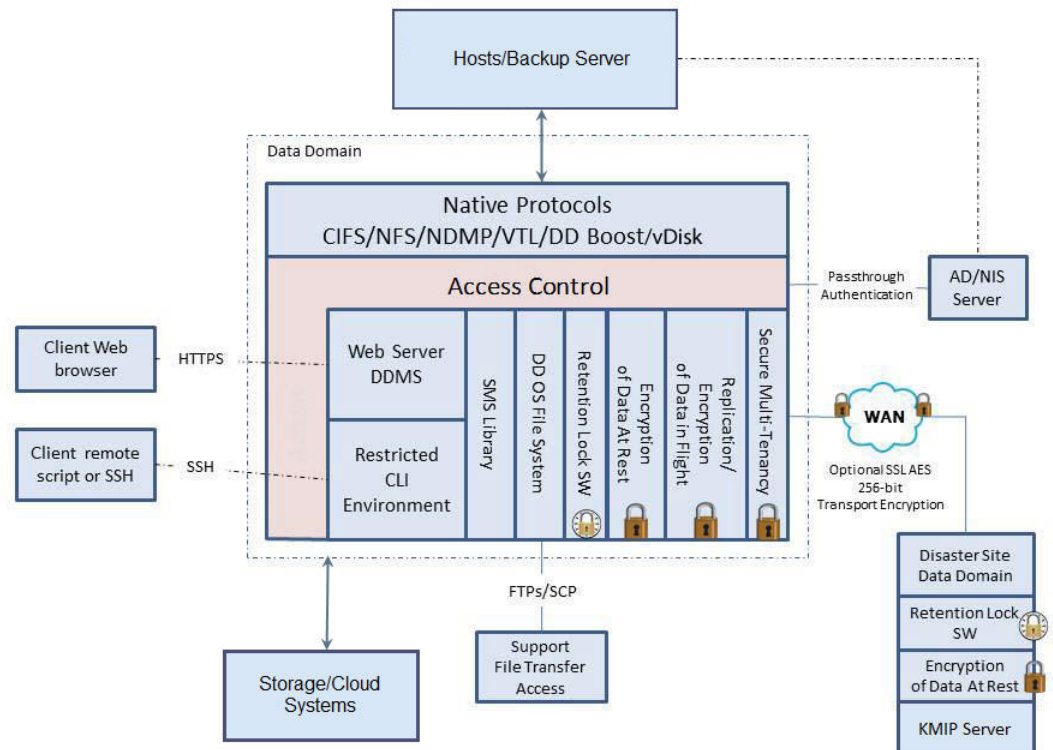 Hosts/Backup Server
Data Domain
Native Protocols
CIFS/NFS/NDMP/VTL/DD Boost/vDisk
Access Control
Passthrough
Authentication
AD/NIS
Server
Client Web
browser
HTTPS
Web Server
DDMS
Client remote
script or SSH
SSH
Restricted
CLI
Environment
SMS Library
DD OS File System
Retention Lock SW
Encryption
of Data At Rest
Replication/
Encryption
of Data in Flight
Secure Multi-Tenancy
WAN
Optional SSL AES
256-bit
Transport Encryption
FTPs/SCP
Support
File Transfer
Access
Storage/Cloud
Systems
Disaster Site
Data Domain
Retention Lock
SW
Encryption
of Data At Rest
KMIP Server